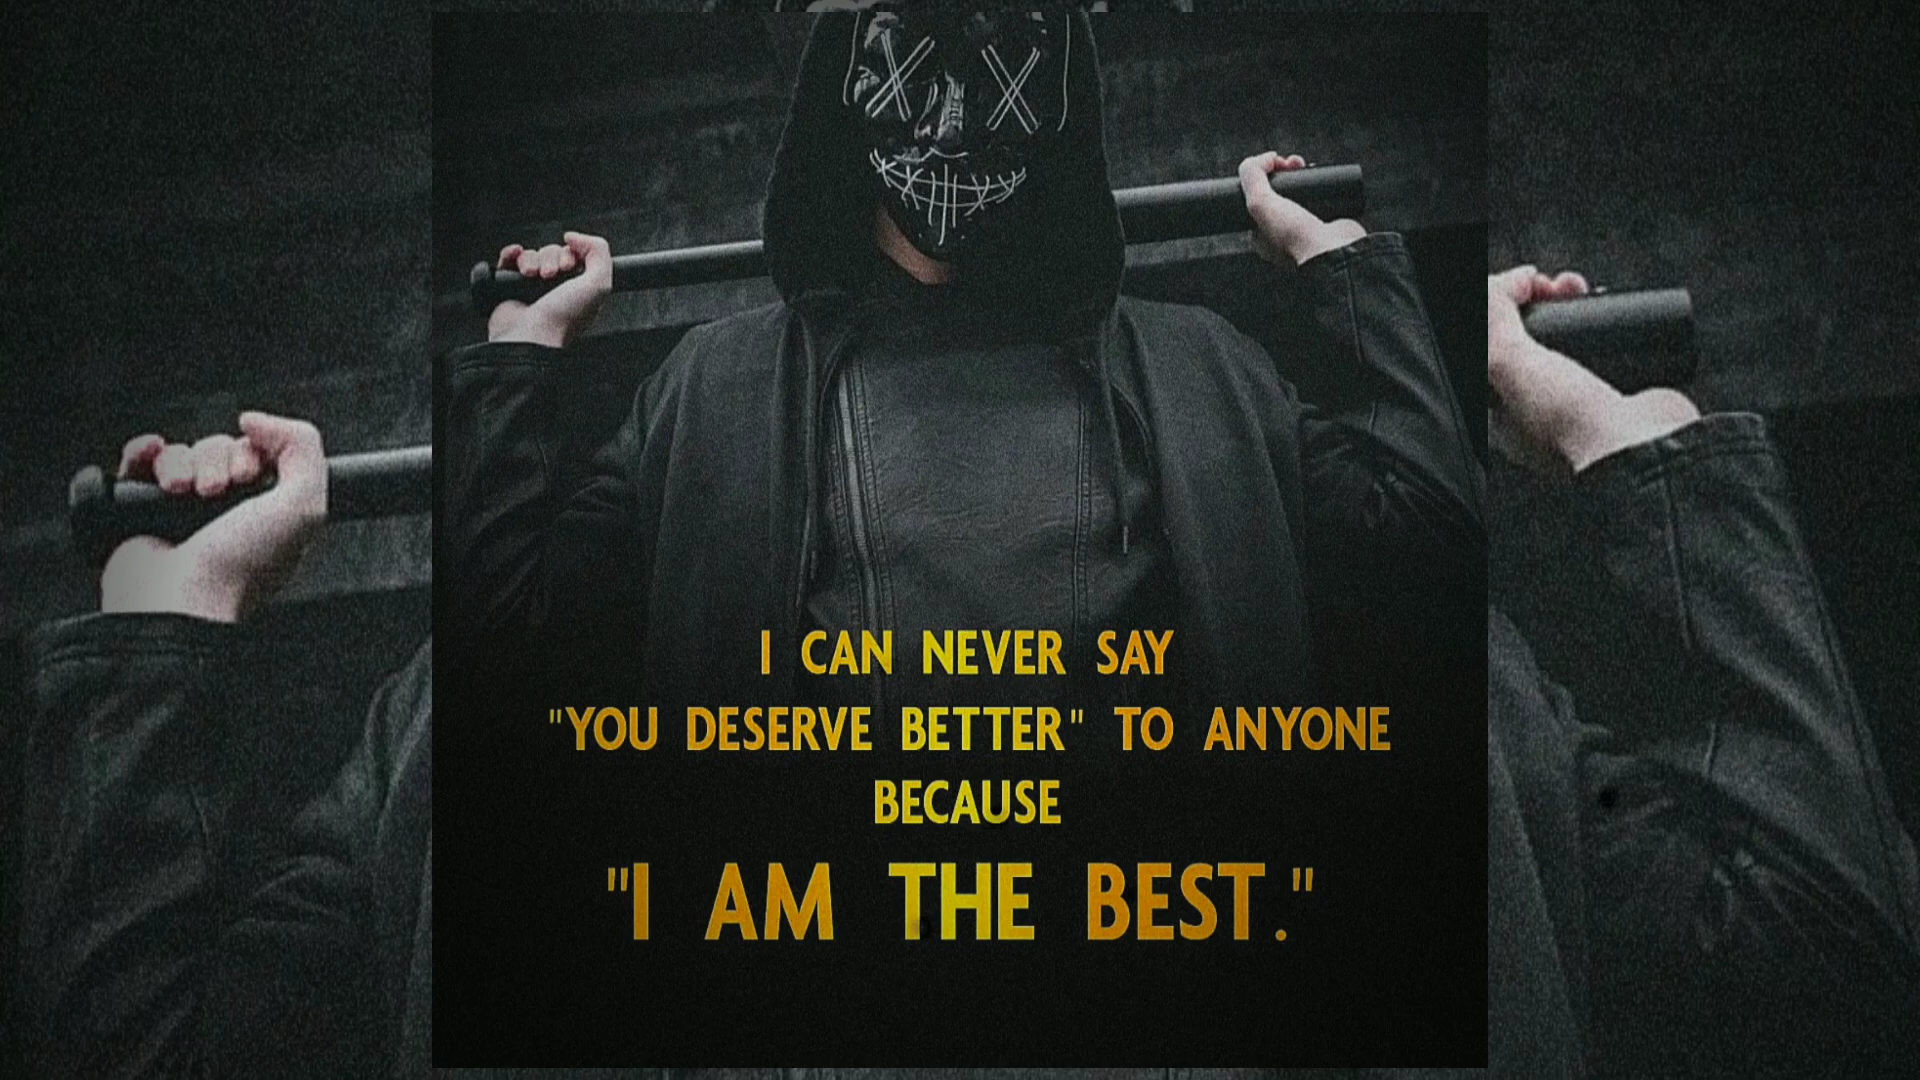 I CAN NEVER SAY
"YOU DESERVE BETTER" TO ANYONE
BECAUSE
"I AM THE BEST."